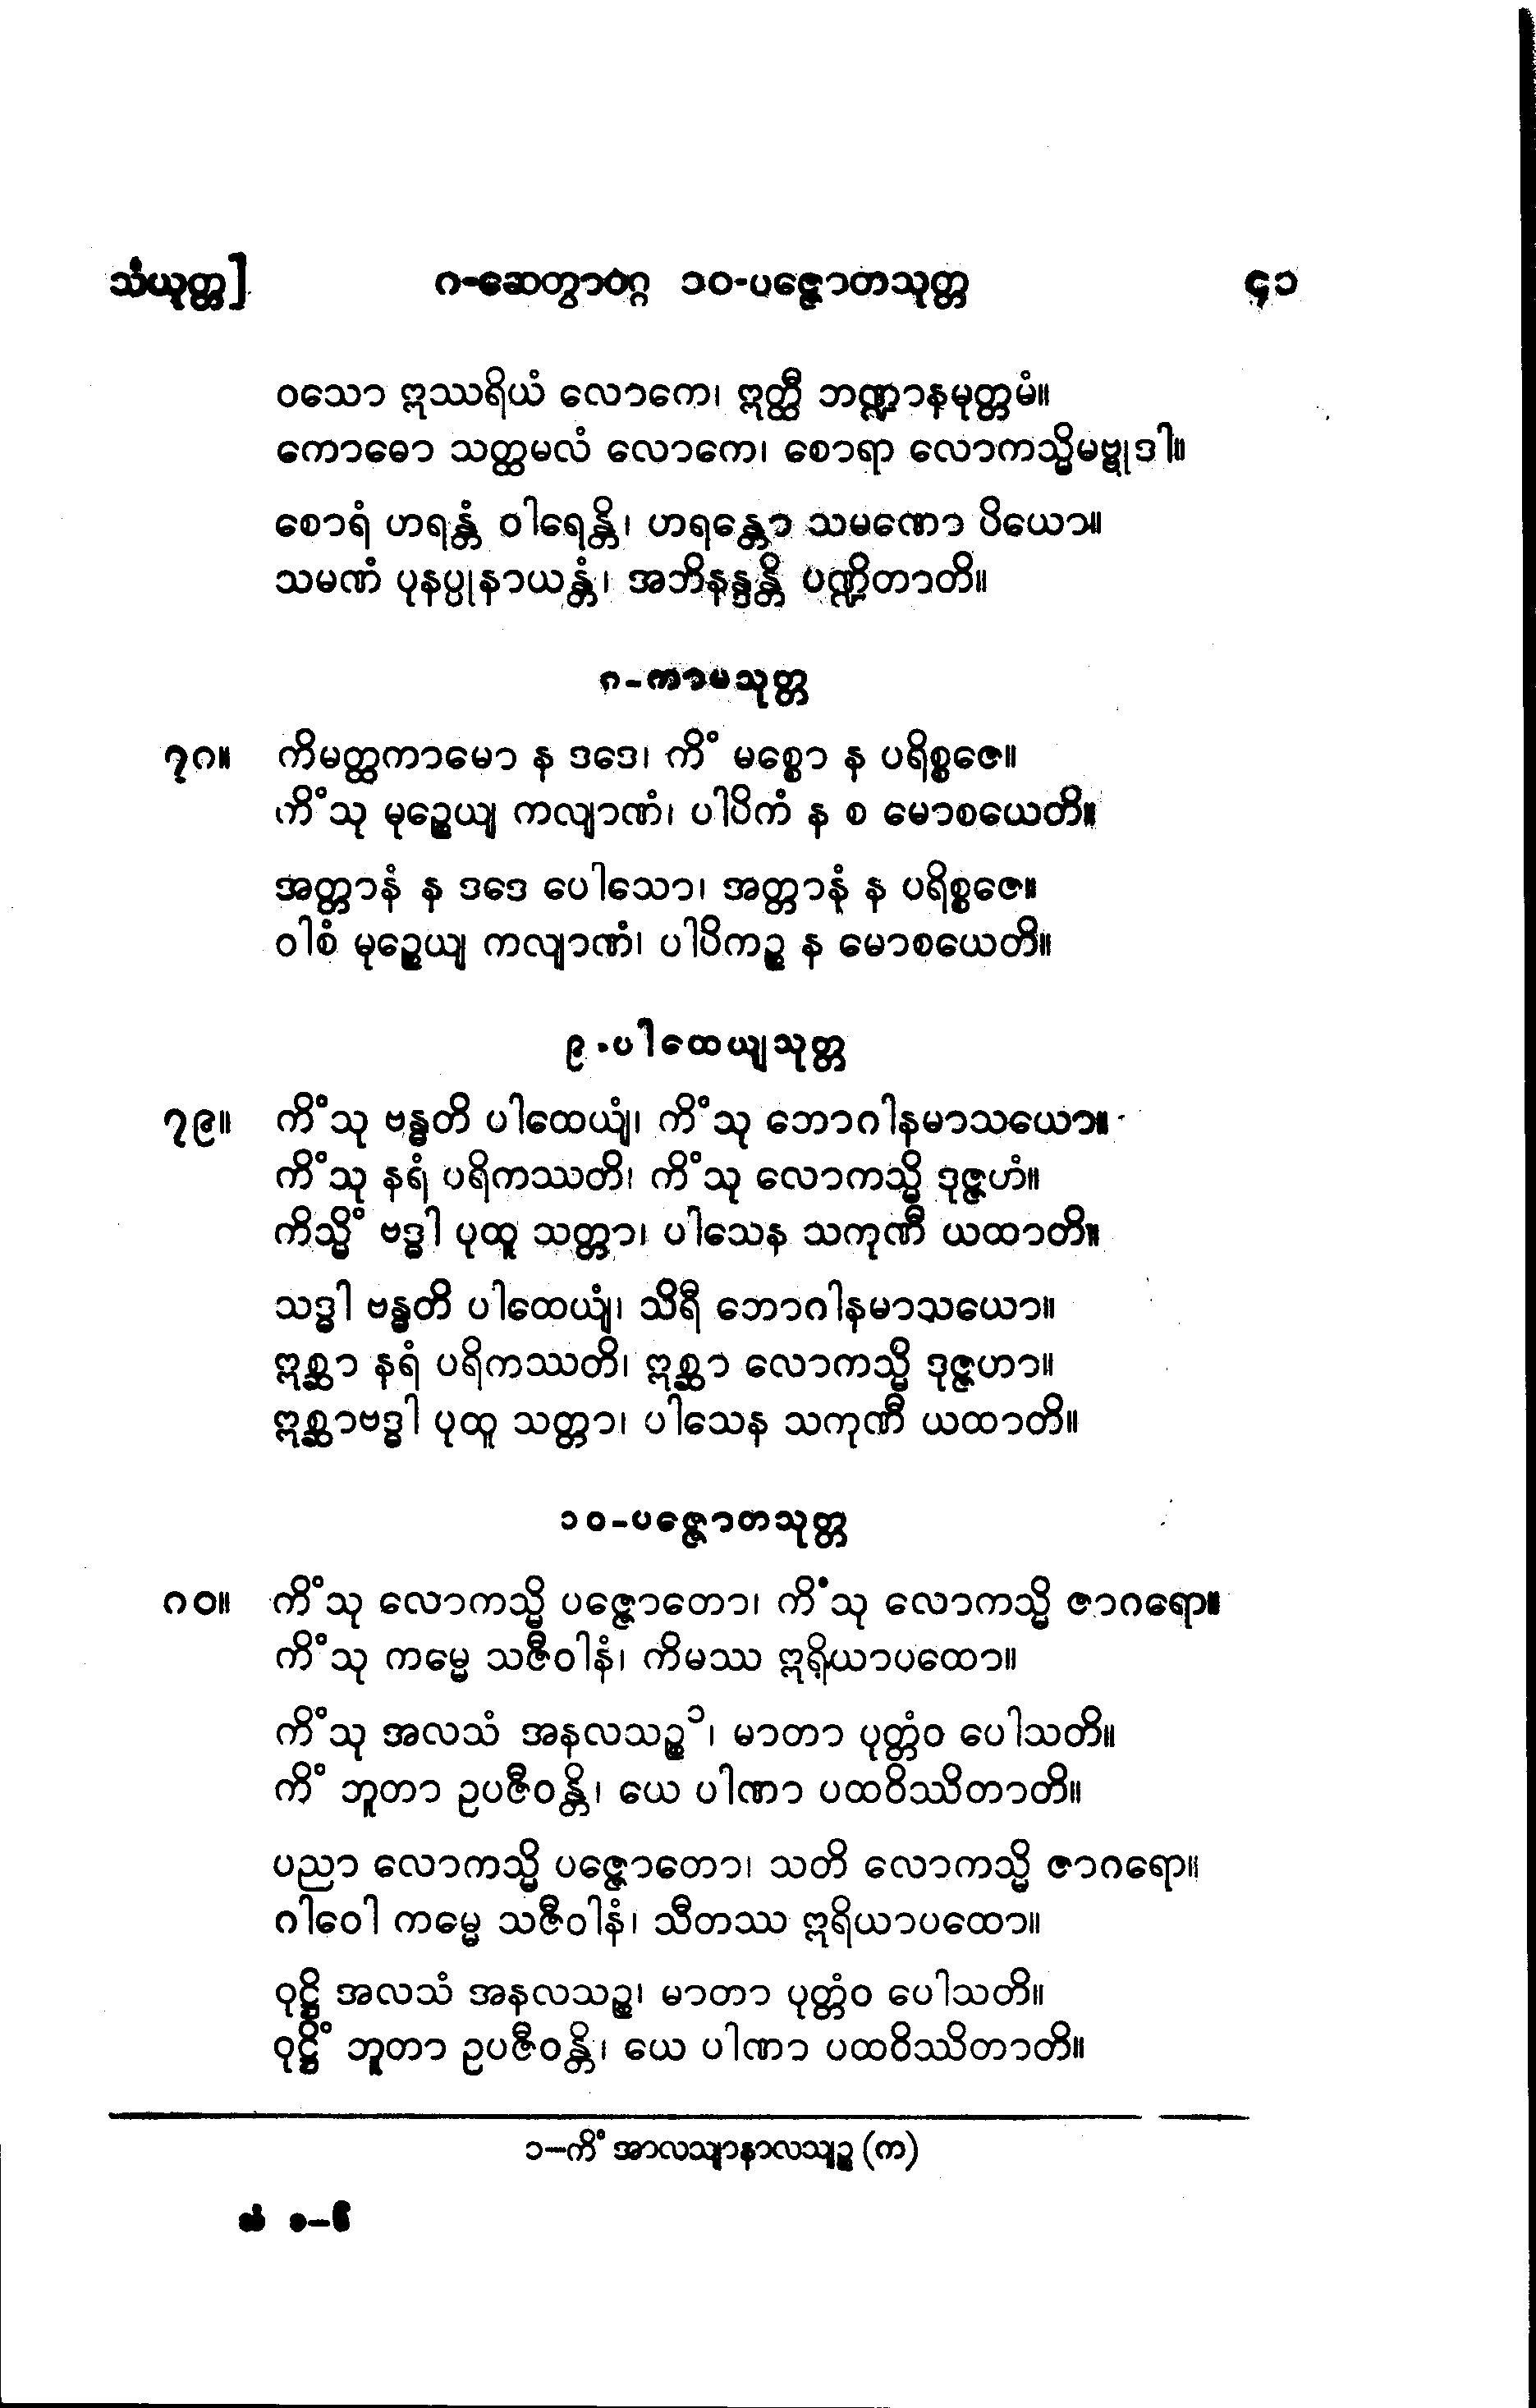 သံယုတ္တ]   ၈-ဆေတွာဝဂ္ဂ ၁၀-ပဇ္ဇောတသုတ္တ   ၄၁
ဝသော ဣဿရိယံ လောကေ၊ ဣတ္ထီ ဘဏ္ဍာနမုတ္တမံ။
ကောဓော သတ္ထမလံ လောကေ၊ စောရာ လောကသ္မိမဗ္ဗုဒါ။
စောရံ ဟရန္တံ ဝါရေန္တိ၊ ဟရန္တော သမဏော ပိယော။
သမဏံ ပုနပ္ပုနာယန္တံ၊ အဘိနန္ဒန္တိ ပဏ္ဍိတာတိ။
၈-ကာမသုတ္တ
၇၈။ ကိမတ္ထကာမော န ဒဒေ၊ ကိံ မစ္စော န ပရိစ္စဇေ။
ကိံသု မုဉ္စေယျ ကလျာဏံ၊ ပါပိကံ န စ မောစယေတိ။
အတ္တာနံ န ဒဒေ ပေါသော၊ အတ္တာနံ န ပရိစ္စဇေ။
ဝါစံ မုဉ္စေယျ ကလျာဏံ၊ ပါပိကဉ္စ န မောစယေတိ။
၉-ပါထေယျသုတ္တ
၇၉။ ကိံသု ဗန္ဓတိ ပါထေယျံ၊ ကိံသု ဘောဂါနမာသယော။
ကိံသု နရံ ပရိကဿတိ၊ ကိံသု လောကသ္မိ ဒုဇ္ဇဟံ။
ကိသ္မိံ ဗဒ္ဓါ ပုထူ သတ္တာ၊ ပါသေန သကုဏီ ယထာတိ။
သဒ္ဓါ ဗန္ဓတိ ပါထေယျံ၊ သိရီ ဘောဂါနမာသယော။
ဣစ္ဆာ နရံ ပရိကဿတိ၊ ဣစ္ဆာ လောကသ္မိ ဒုဇ္ဇဟာ။
ဣစ္ဆာဗဒ္ဓါ ပုထူ သတ္တာ၊ ပါသေန သကုဏီ ယထာတိ။
၁၀-ပဇ္ဇောတသုတ္တ
၈၀။ ကိံသု လောကသ္မိ ပဇ္ဇောတော၊ ကိံသု လောကသ္မိ ဇာဂရော။
ကိံသု ကမ္မေ သဇီဝါနံ၊ ကိမဿ ဣရိယာပထော။
ကိံသု အလသံ အနလသဉ္စ၁၊ မာတာ ပုတ္တံဝ ပေါသတိ။
ကိံ ဘူတာ ဥပဇီဝန္တိ၊ ယေ ပါဏာ ပထဝိဿိတာတိ။
ပညာ လောကသ္မိ ပဇ္ဇောတော၊ သတိ လောကသ္မိ ဇာဂရော။
ဂါဝေါ ကမ္မေ သဇီဝါနံ၊ သီတဿ ဣရိယာပထော။
ဝုဋ္ဌိ အလသံ အနလသဉ္စ၊ မာတာ ပုတ္တံဝ ပေါသတိ။
ဝုဋ္ဌိံ ဘူတာ ဥပဇီဝန္တိ၊ ယေ ပါဏာ ပထဝိဿိတာတိ။
၁-ကိံ အာလသျာနာလသျဉ္စ (က)
သံ ၁-၆